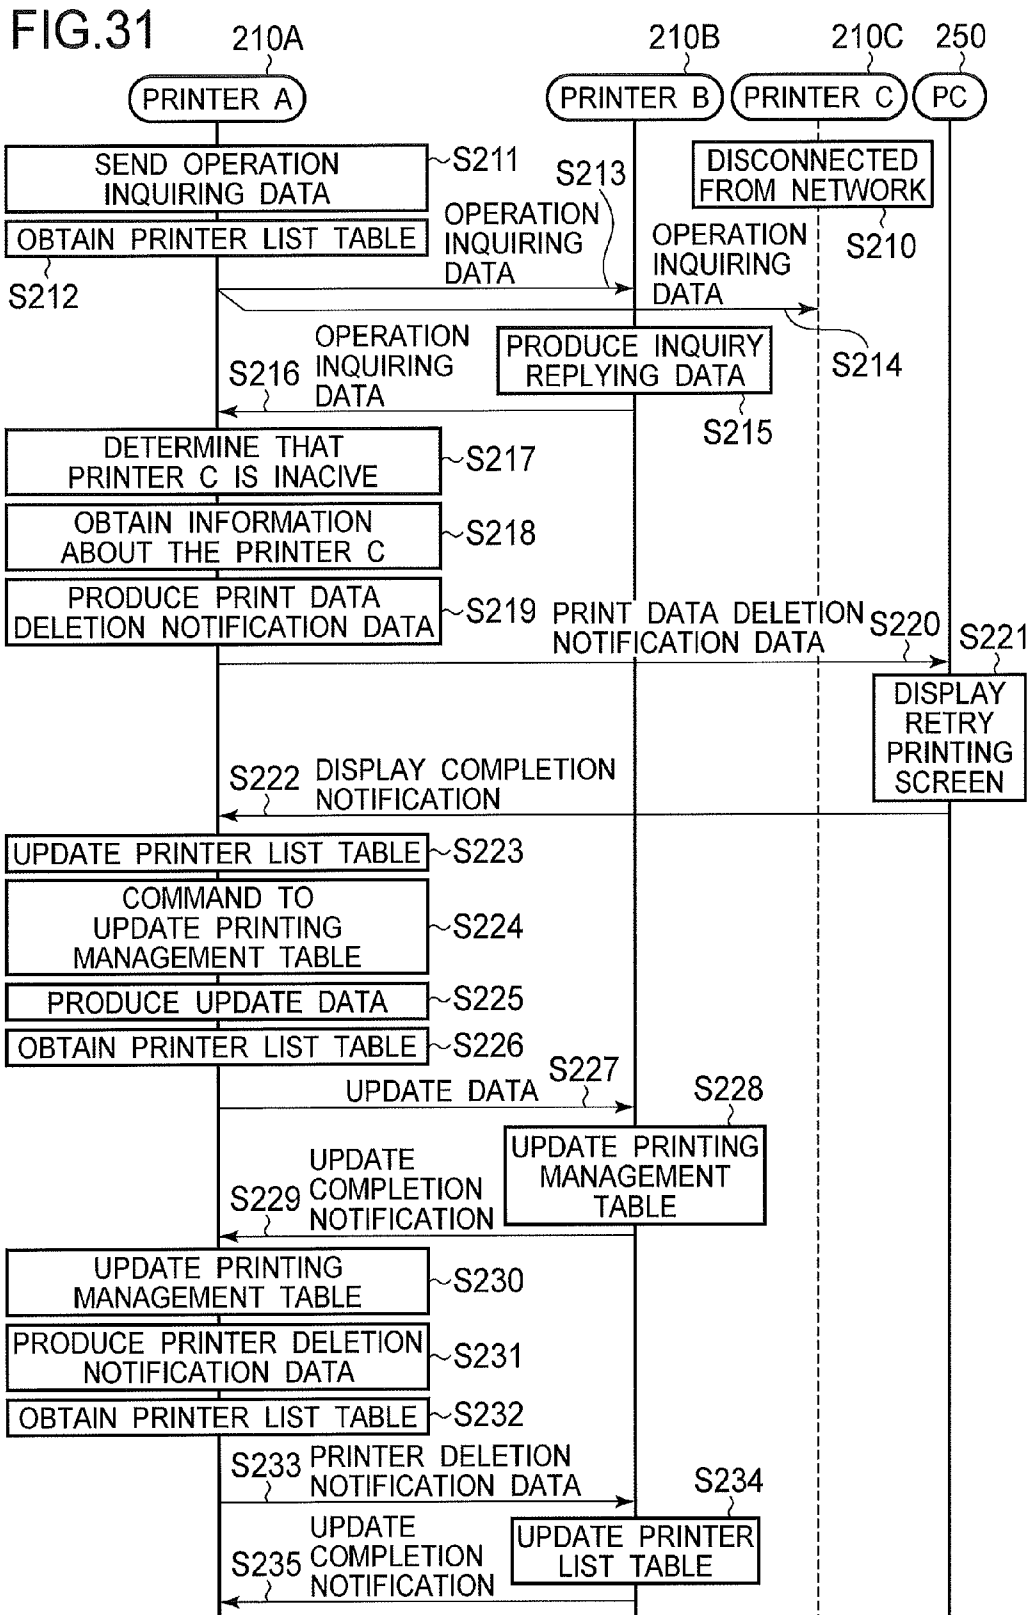 FIG.31
210A
210B
210C
250
PRINTER A
PRINTER B
PRINTER C
PC
SEND OPERATION
INQUIRING DATA
S211
DISCONNECTED
FROM NETWORK
S210
OBTAIN PRINTER LIST TABLE
S212
S213
OPERATION
INQUIRING
DATA
OPERATION
INQUIRING
DATA
S214
PRODUCE INQUIRY
REPLYING DATA
S215
S216
OPERATION
INQUIRING
DATA
DETERMINE THAT
PRINTER C IS INACIVE
S217
OBTAIN INFORMATION
ABOUT THE PRINTER C
S218
PRODUCE PRINT DATA
DELETION NOTIFICATION DATA
S219
PRINT DATA DELETION
NOTIFICATION DATA
S220
S221
DISPLAY
RETRY
PRINTING
SCREEN
S222
DISPLAY COMPLETION
NOTIFICATION
UPDATE PRINTER LIST TABLE
S223
COMMAND TO
UPDATE PRINTING
MANAGEMENT TABLE
S224
PRODUCE UPDATE DATA
S225
OBTAIN PRINTER LIST TABLE
S226
UPDATE DATA
S227
S228
UPDATE PRINTING
MANAGEMENT
TABLE
S229
UPDATE
COMPLETION
NOTIFICATION
UPDATE PRINTING
MANAGEMENT TABLE
S230
PRODUCE PRINTER DELETION
NOTIFICATION DATA
S231
OBTAIN PRINTER LIST TABLE
S232
S233
PRINTER DELETION
NOTIFICATION DATA
S234
UPDATE PRINTER
LIST TABLE
S235
UPDATE
COMPLETION
NOTIFICATION